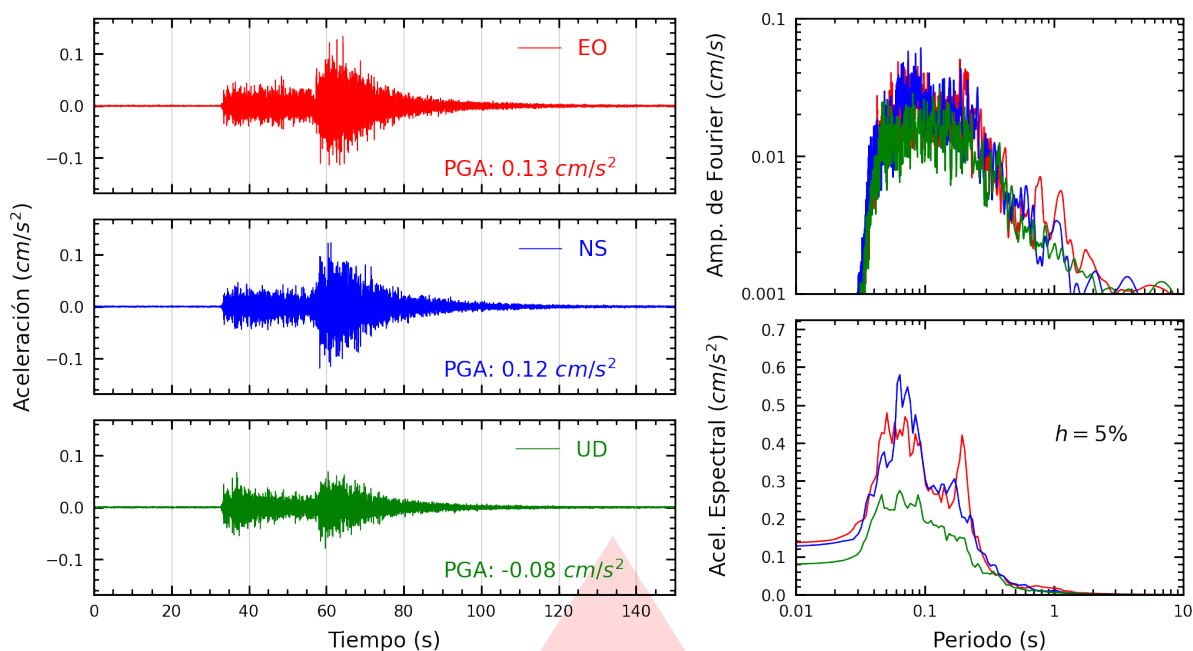 Aceleración (cm/s²)
0.1
0.0
−0.1
EO
PGA: 0.13 cm/s²
0.1
0.0
−0.1
NS
PGA: 0.12 cm/s²
0.1
0.0
−0.1
UD
PGA: -0.08 cm/s²
0 20 40 60 80 100 120 140
Tiempo (s)
Amp. de Fourier (cm/s)
0.1
0.01
0.001
Acel. Espectral (cm/s²)
0.7
0.6
0.5
0.4
0.3
0.2
0.1
0.0
h = 5%
0.01 0.1 1 10
Periodo (s)